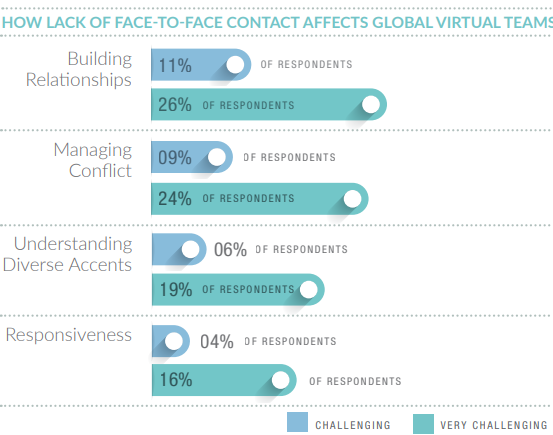 HOW LACK OF FACE-TO-FACE CONTACT AFFECTS GLOBAL VIRTUAL TEAMS
Building
Relationships
11% OF RESPONDENTS
26% OF RESPONDENTS
Managing
Conflict
09% OF RESPONDENTS
24% OF RESPONDENTS
Understanding
Diverse Accents
06% OF RESPONDENTS
19% OF RESPONDENTS
Responsiveness
04% OF RESPONDENTS
16% OF RESPONDENTS
CHALLENGING
VERY CHALLENGING